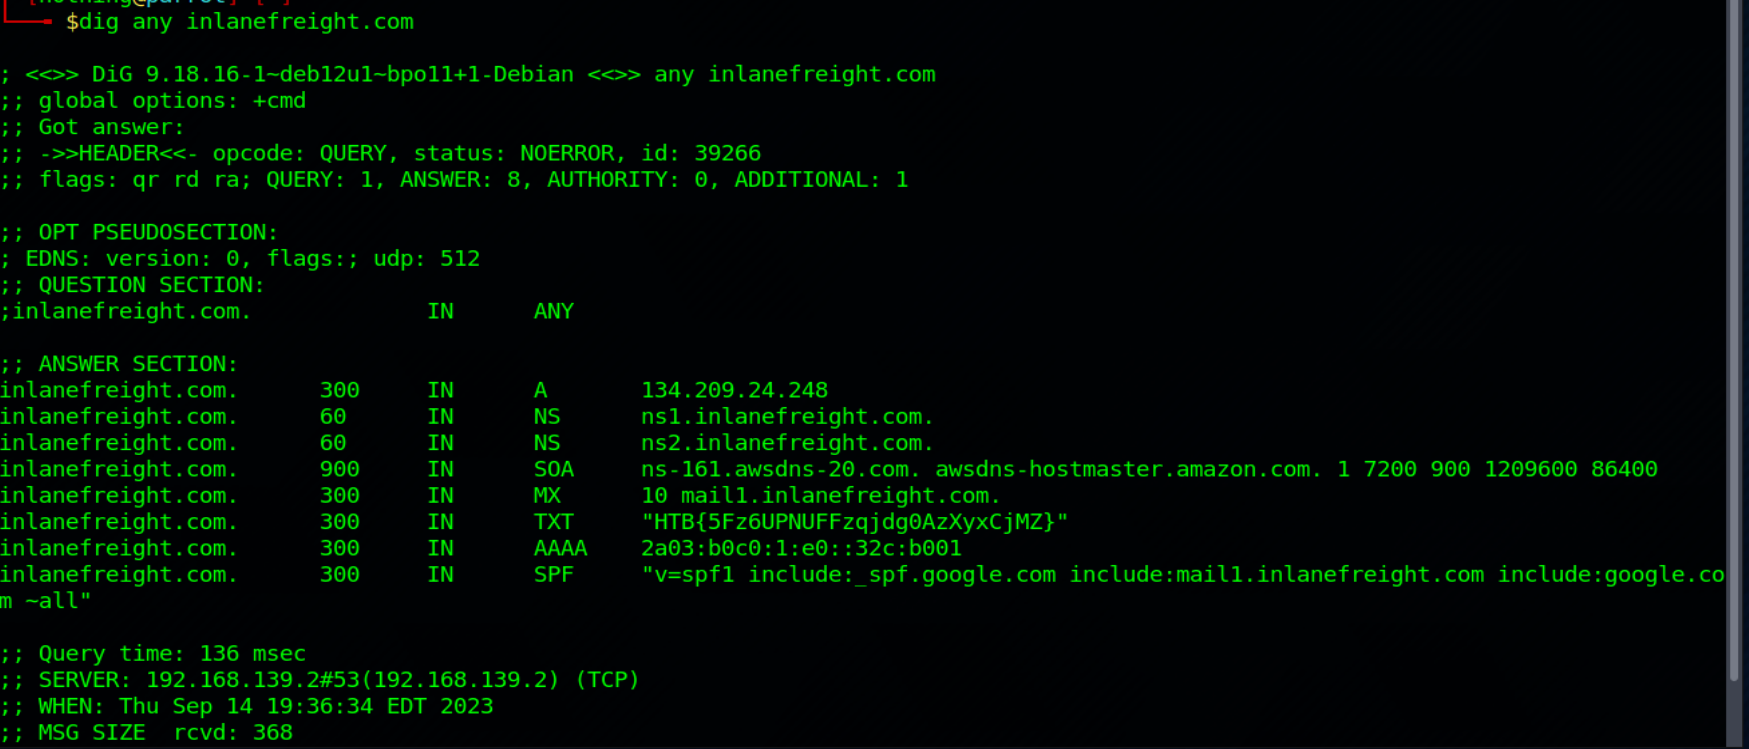 $dig any inlanefreight.com
; <<>> DiG 9.18.16-1~deb12u1~bpo11+1-Debian <<>> any inlanefreight.com
;; global options: +cmd
;; Got answer:
;; ->>HEADER<<- opcode: QUERY, status: NOERROR, id: 39266
;; flags: qr rd ra; QUERY: 1, ANSWER: 8, AUTHORITY: 0, ADDITIONAL: 1
;; OPT PSEUDOSECTION:
; EDNS: version: 0, flags:; udp: 512
;; QUESTION SECTION:
;inlanefreight.com. IN ANY
;; ANSWER SECTION:
inlanefreight.com. 300 IN A 134.209.24.248
inlanefreight.com. 60 IN NS ns1.inlanefreight.com.
inlanefreight.com. 60 IN NS ns2.inlanefreight.com.
inlanefreight.com. 900 IN SOA ns-161.awsdns-20.com. awsdns-hostmaster.amazon.com. 1 7200 900 1209600 86400
inlanefreight.com. 300 IN MX 10 mail1.inlanefreight.com.
inlanefreight.com. 300 IN TXT "HTB{5Fz6UPNUFFzqjdg0AzXyxCjMZ}"
inlanefreight.com. 300 IN AAAA 2a03:b0c0:1:e0::32c:b001
inlanefreight.com. 300 IN SPF "v=spf1 include:_spf.google.com include:mail1.inlanefreight.com include:google.co
m ~all"
;; Query time: 136 msec
;; SERVER: 192.168.139.2#53(192.168.139.2) (TCP)
;; WHEN: Thu Sep 14 19:36:34 EDT 2023
;; MSG SIZE rcvd: 368